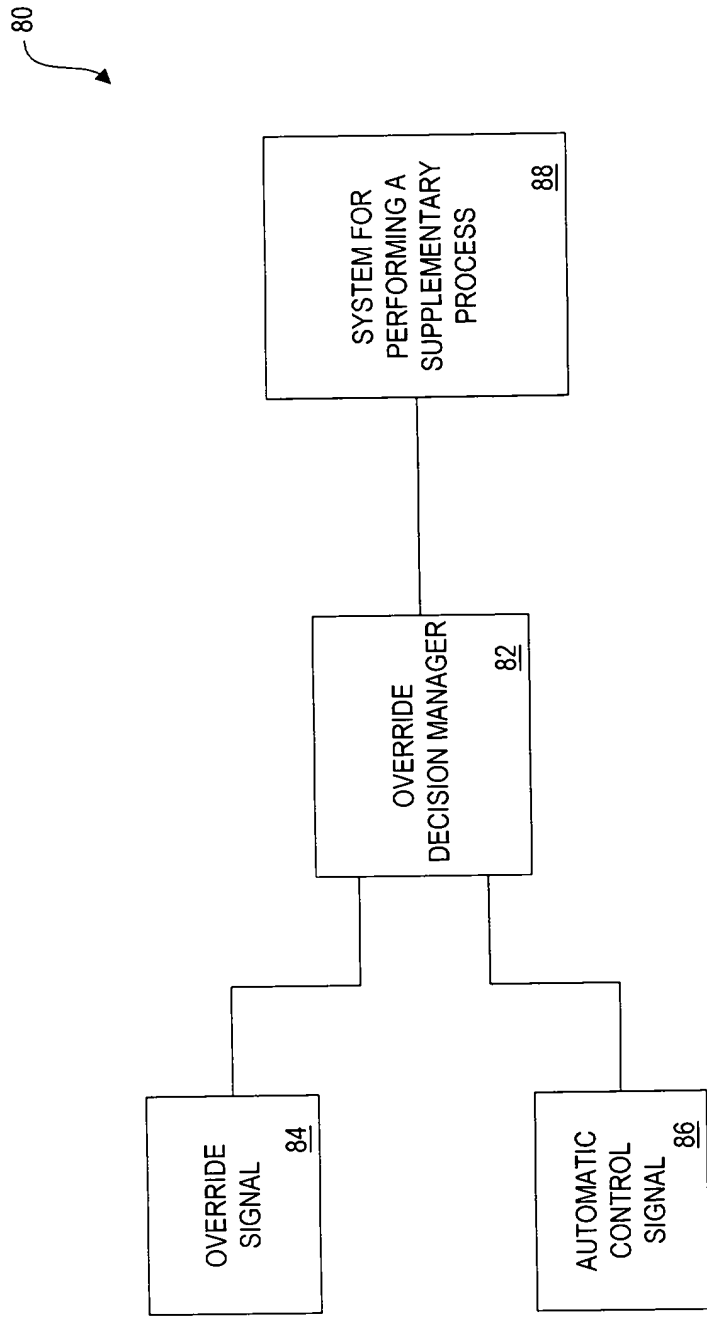 80
OVERRIDE
SIGNAL
84
AUTOMATIC
CONTROL
SIGNAL
86
OVERRIDE
DECISION MANAGER
82
SYSTEM FOR
PERFORMING A
SUPPLEMENTARY
PROCESS
88